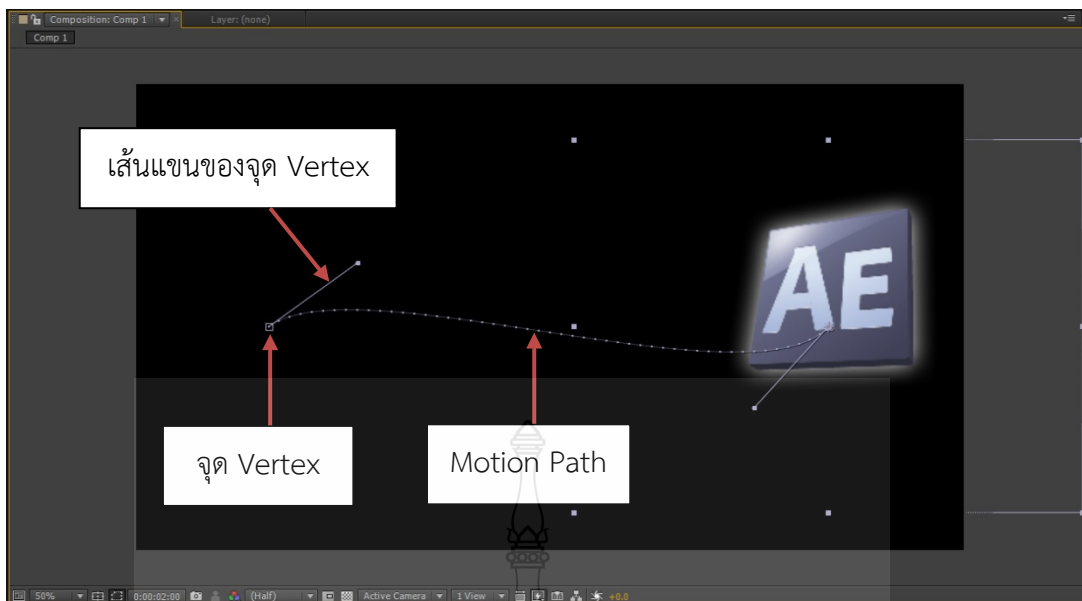 Composition: Comp 1
Layer: (none)
Comp 1
เส้นแขนของจุด Vertex
AE
จุด Vertex
Motion Path
50%
0:00:02:00
(Half)
Active Camera
1 View
+0.0